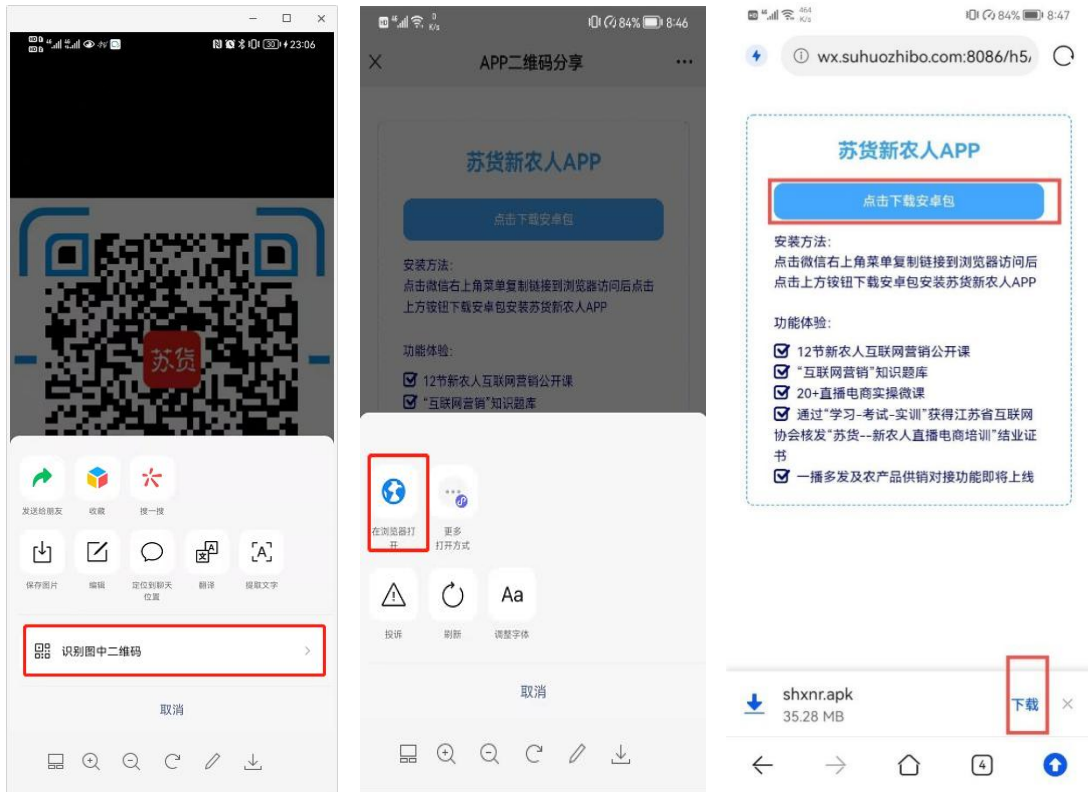 23:06
苏货
发送给朋友
收藏
搜一搜
保存图片
编辑
定位到聊天
位置
翻译
提取文字
识别图中二维码
取消
0
K/s
84%
8:46
APP二维码分享
苏货新农人APP
点击下载安卓包
安装方法:
点击微信右上角菜单复制链接到浏览器访问后点击
上方铵钮下载安卓包安装苏货新农人APP
功能体验:
12节新农人互联网营销公开课
“互联网营销”知识题库
在浏览器打
开
更多
打开方式
投诉
刷新
Aa
调整字体
取消
464
K/s
84%
8:47
wx.suhuozhibo.com:8086/h5/
苏货新农人APP
点击下载安卓包
安装方法:
点击微信右上角菜单复制链接到浏览器访问后
点击上方铵钮下载安卓包安装苏货新农人APP
功能体验:
12节新农人互联网营销公开课
“互联网营销”知识题库
20+直播电商实操微课
通过“学习-考试-实训”获得江苏省互联网
协会核发“苏货--新农人直播电商培训”结业证
书
一播多发及农产品供销对接功能即将上线
shxnr.apk
35.28 MB
下载
4